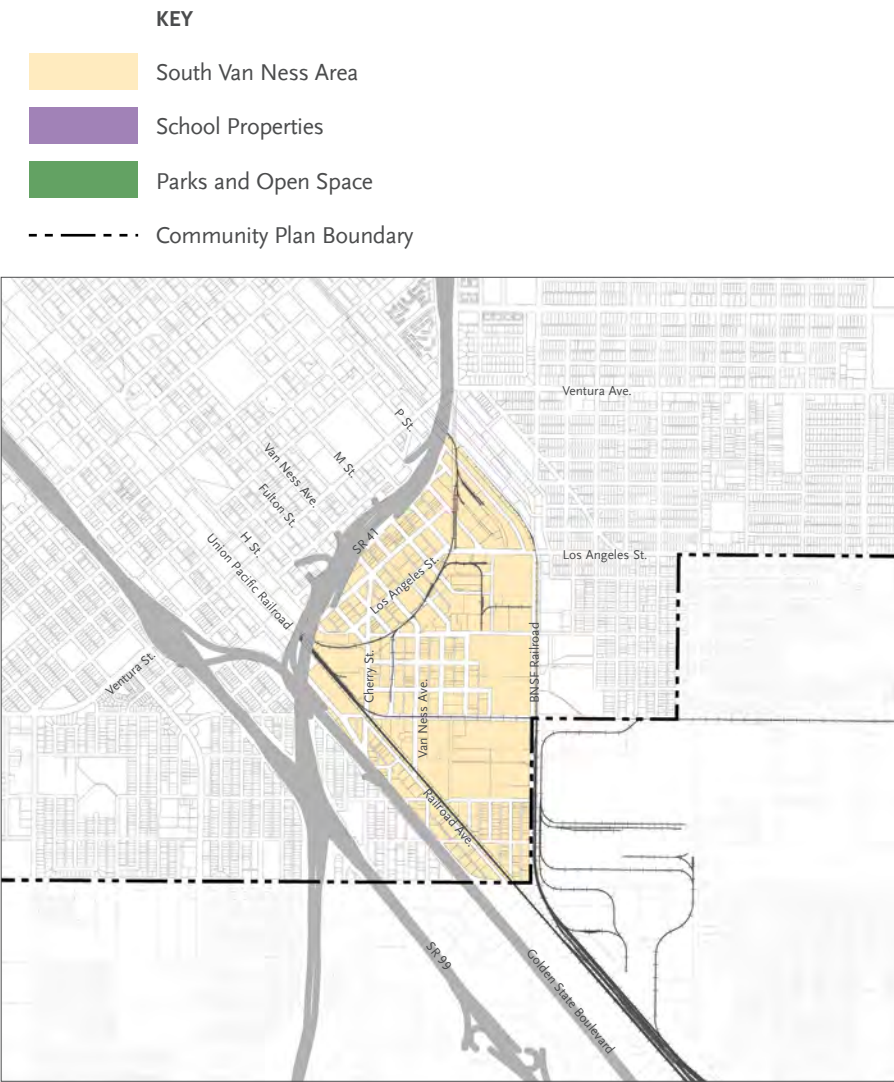 KEY
South Van Ness Area
School Properties
Parks and Open Space
Community Plan Boundary
Ventura Ave.
P St.
M St.
Van Ness Ave.
Fulton St.
H St.
Union Pacific Railroad
SR 41
Los Angeles St.
Los Angeles St.
Ventura St.
Cherry St.
Van Ness Ave.
BNSF Railroad
Railroad Ave.
SR 99
Golden State Boulevard